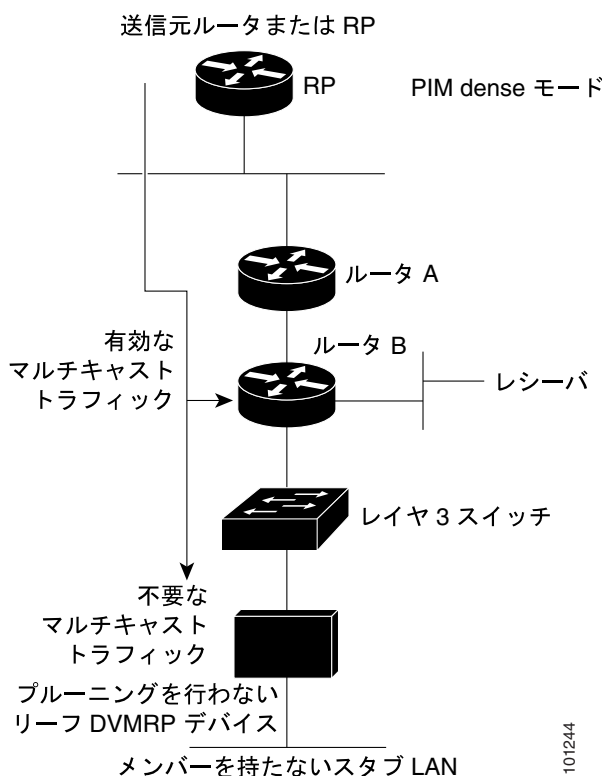 送信元ルータまたは RP
RP
PIM dense モード
ルータ A
有効な
マルチキャスト
トラフィック
ルータ B
レシーバ
レイヤ 3 スイッチ
不要な
マルチキャスト
トラフィック
プルーニングを行わない
リーフ DVMRP デバイス
メンバーを持たないスタブ LAN
101244